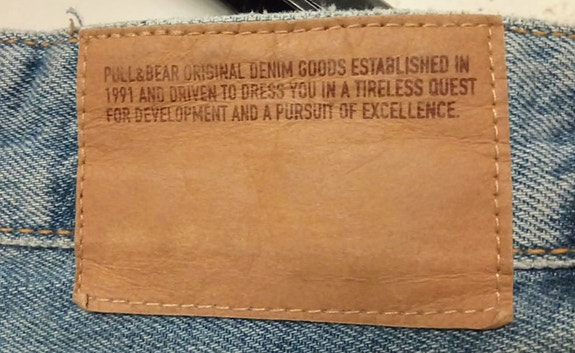 PULL&BEAR ORIGINAL DENIM GOODS ESTABLISHED IN
1991 AND DRIVEN TO DRESS YOU IN A TIRELESS QUEST
FOR DEVELOPMENT AND A PURSUIT OF EXCELLENCE.